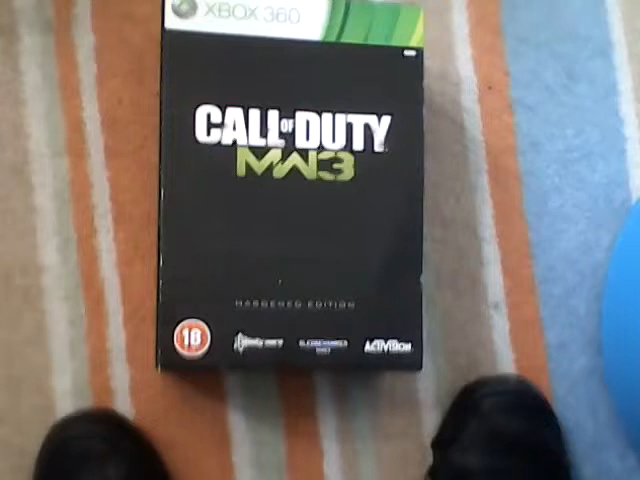 XBOX 360
CALL OF DUTY
MW3
HARDENED EDITION
18
ACTIVISION